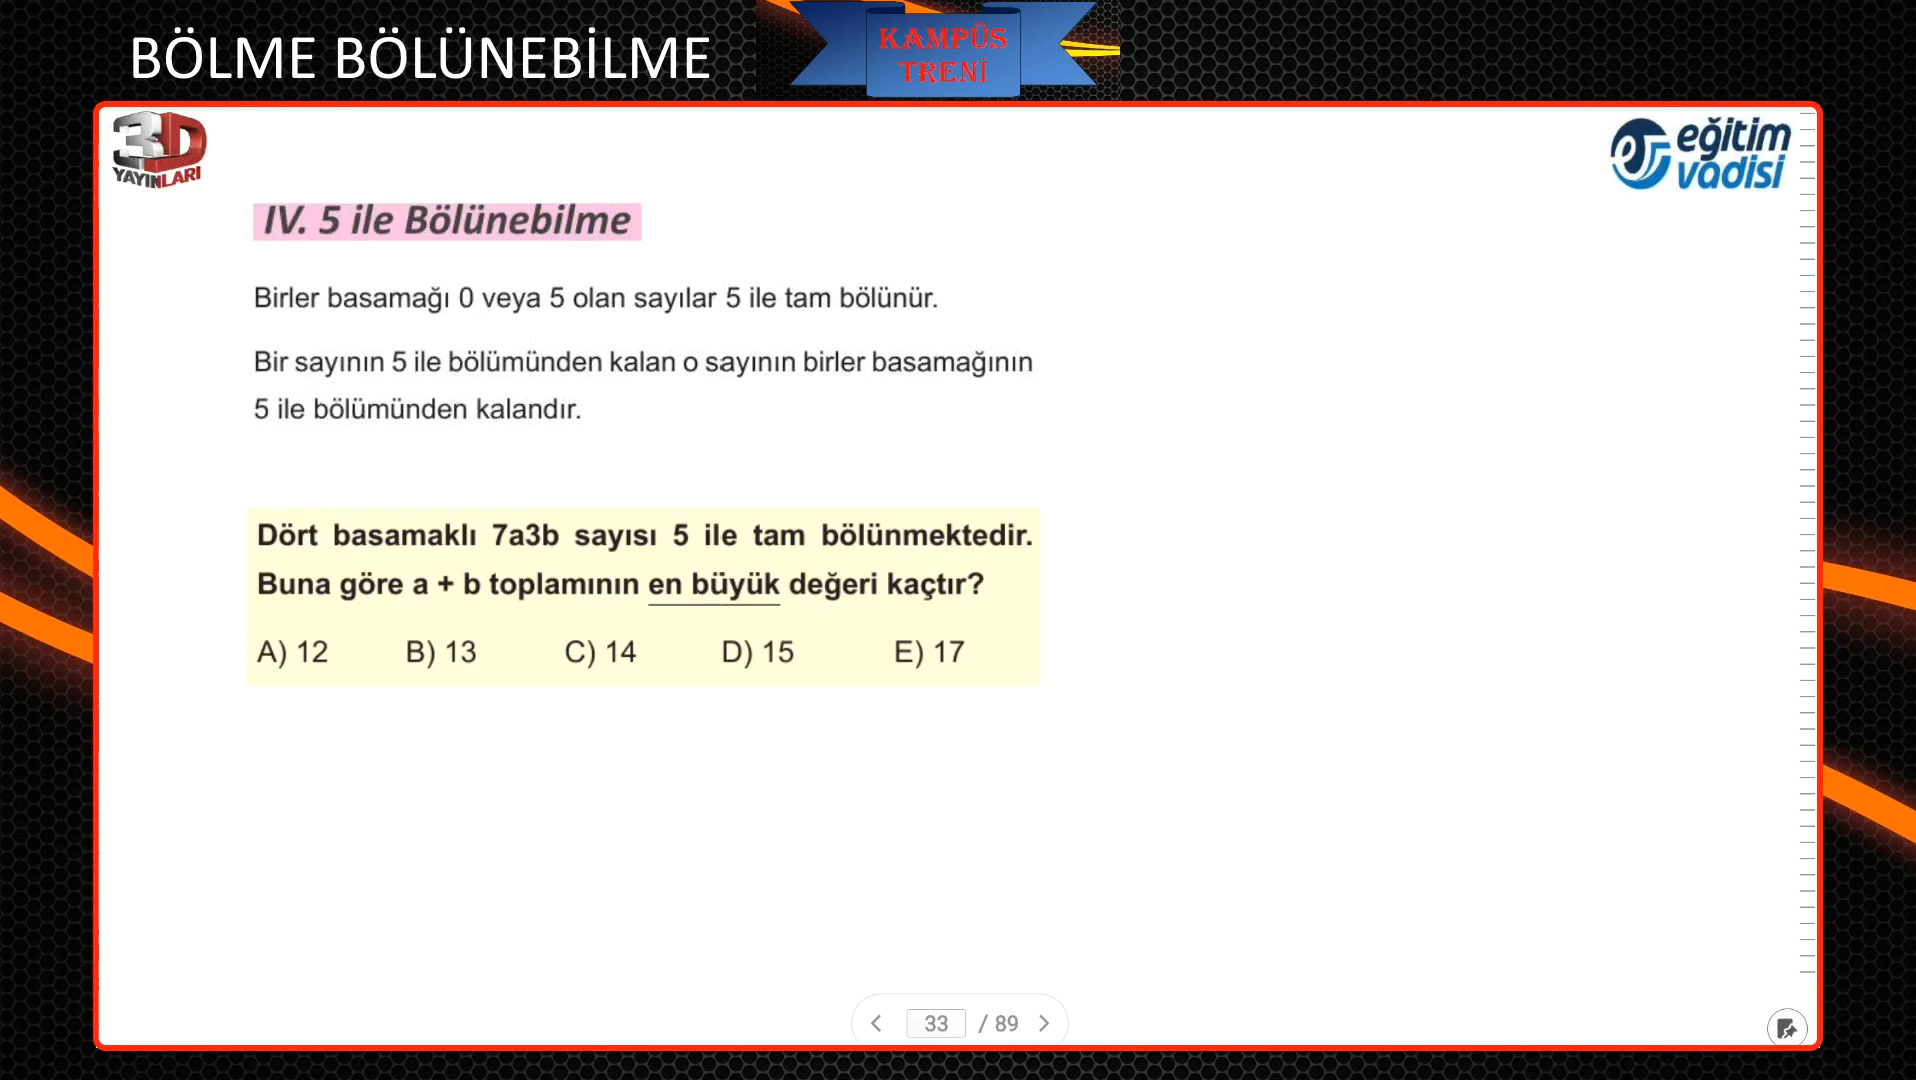 BÖLME BÖLÜNEBİLME
KAMPÜS
TRENİ
3D
YAYINLARI
eğitim
vadisi
IV. 5 ile Bölünebilme
Birler basamağı 0 veya 5 olan sayılar 5 ile tam bölünür.
Bir sayının 5 ile bölümünden kalan o sayının birler basamağının
5 ile bölümünden kalandır.
Dört basamaklı 7a3b sayısı 5 ile tam bölünmektedir.
Buna göre a + b toplamının en büyük değeri kaçtır?
A) 12 B) 13 C) 14 D) 15 E) 17
33 / 89